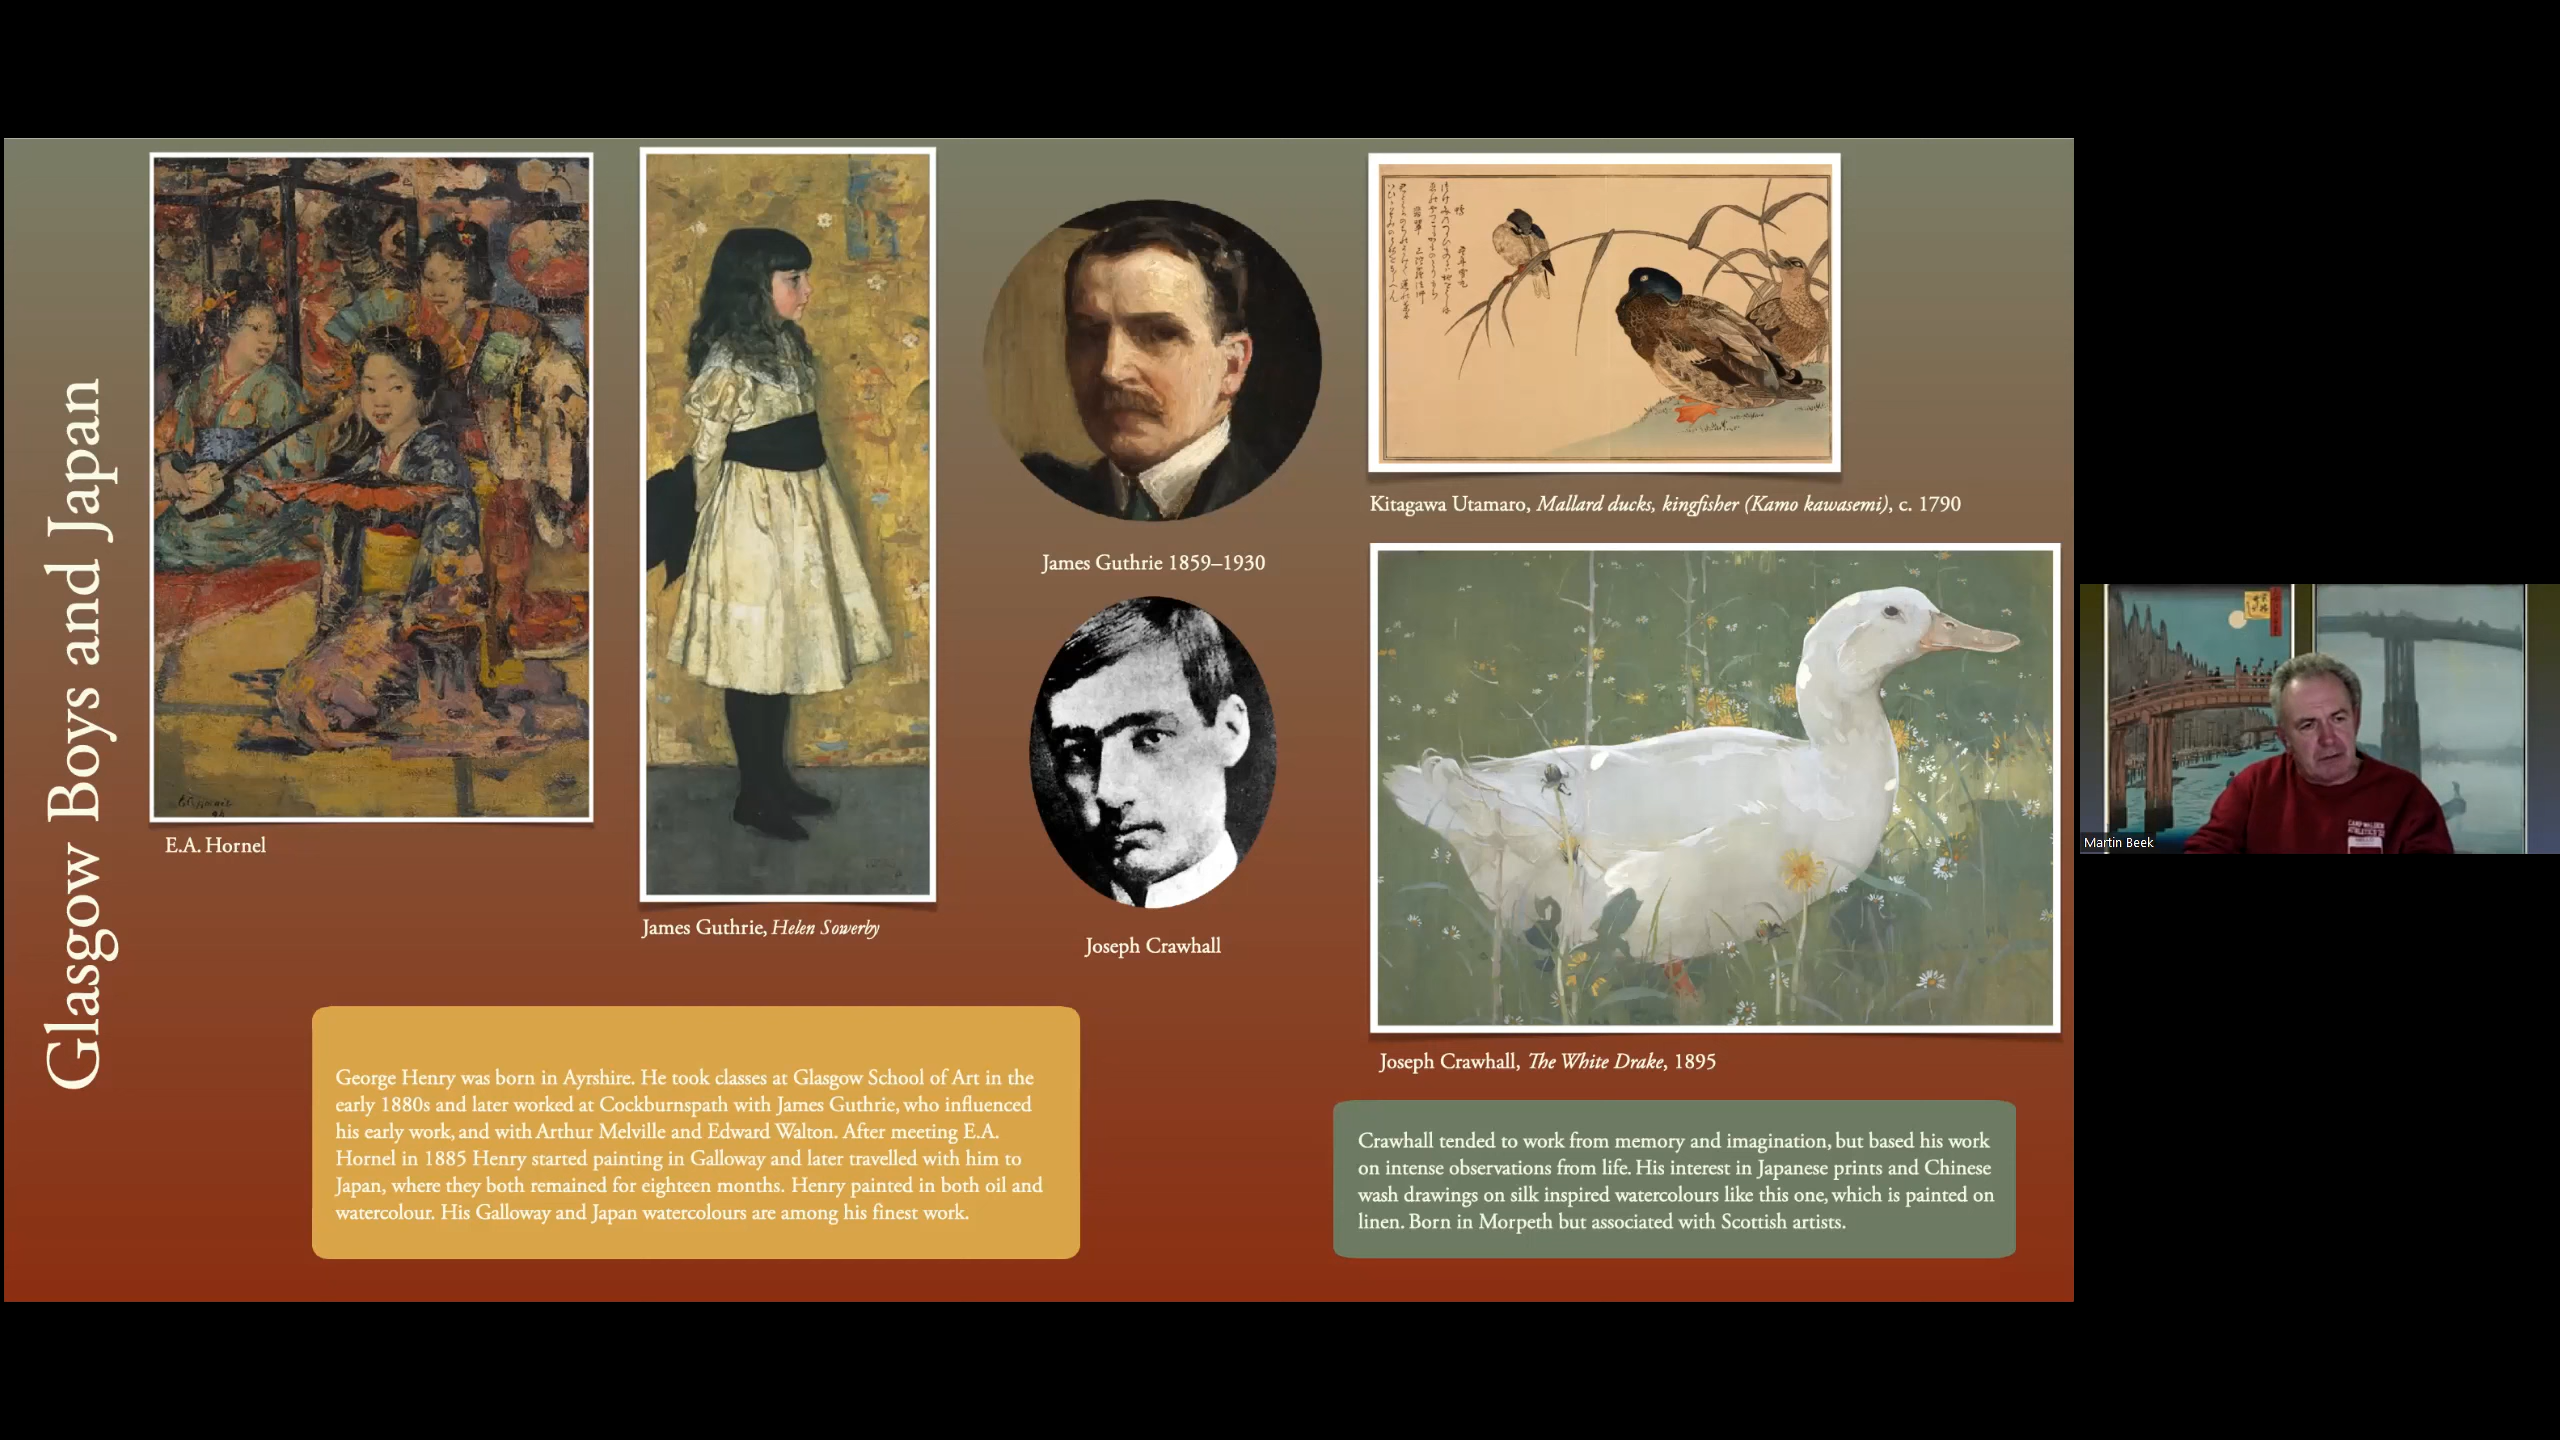 Glasgow Boys and Japan
E.A. Hornel
James Guthrie, Helen Sowerby
James Guthrie 1859–1930
Joseph Crawhall
Kitagawa Utamaro, Mallard ducks, kingfisher (Kamo kawasemi), c. 1790
Joseph Crawhall, The White Drake, 1895
George Henry was born in Ayrshire. He took classes at Glasgow School of Art in the
early 1880s and later worked at Cockburnspath with James Guthrie, who influenced
his early work, and with Arthur Melville and Edward Walton. After meeting E.A.
Hornel in 1885 Henry started painting in Galloway and later travelled with him to
Japan, where they both remained for eighteen months. Henry painted in both oil and
watercolour. His Galloway and Japan watercolours are among his finest work.
Crawhall tended to work from memory and imagination, but based his work
on intense observations from life. His interest in Japanese prints and Chinese
wash drawings on silk inspired watercolours like this one, which is painted on
linen. Born in Morpeth but associated with Scottish artists.
Martin Beek